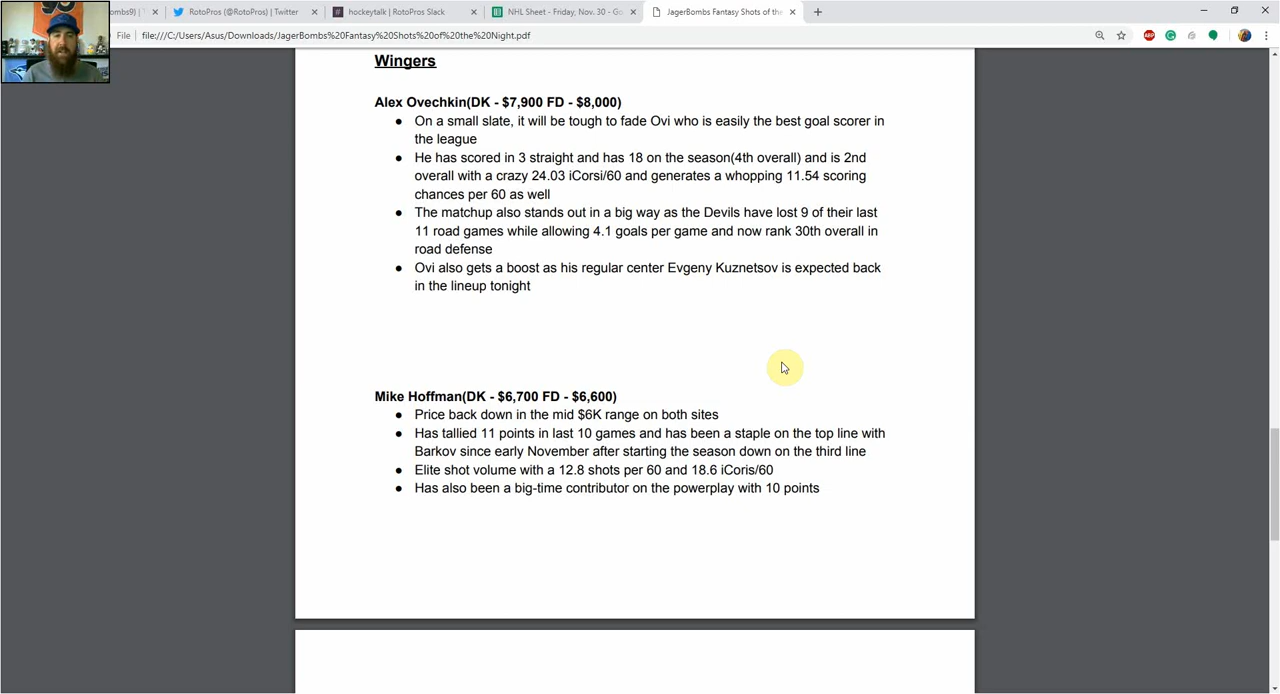 ombs9) | T
RotoPros (@RotoPros) | Twitter
hockeytalk | RotoPros Slack
NHL Sheet - Friday, Nov. 30 - Go
JagerBombs Fantasy Shots of the
File
file:///C:/Users/Asus/Downloads/JagerBombs%20Fantasy%20Shots%20of%20the%20Night.pdf
ABP
Wingers
Alex Ovechkin(DK - $7,900 FD - $8,000)
● On a small slate, it will be tough to fade Ovi who is easily the best goal scorer in
the league
● He has scored in 3 straight and has 18 on the season(4th overall) and is 2nd
overall with a crazy 24.03 iCorsi/60 and generates a whopping 11.54 scoring
chances per 60 as well
● The matchup also stands out in a big way as the Devils have lost 9 of their last
11 road games while allowing 4.1 goals per game and now rank 30th overall in
road defense
● Ovi also gets a boost as his regular center Evgeny Kuznetsov is expected back
in the lineup tonight
Mike Hoffman(DK - $6,700 FD - $6,600)
● Price back down in the mid $6K range on both sites
● Has tallied 11 points in last 10 games and has been a staple on the top line with
Barkov since early November after starting the season down on the third line
● Elite shot volume with a 12.8 shots per 60 and 18.6 iCoris/60
● Has also been a big-time contributor on the powerplay with 10 points